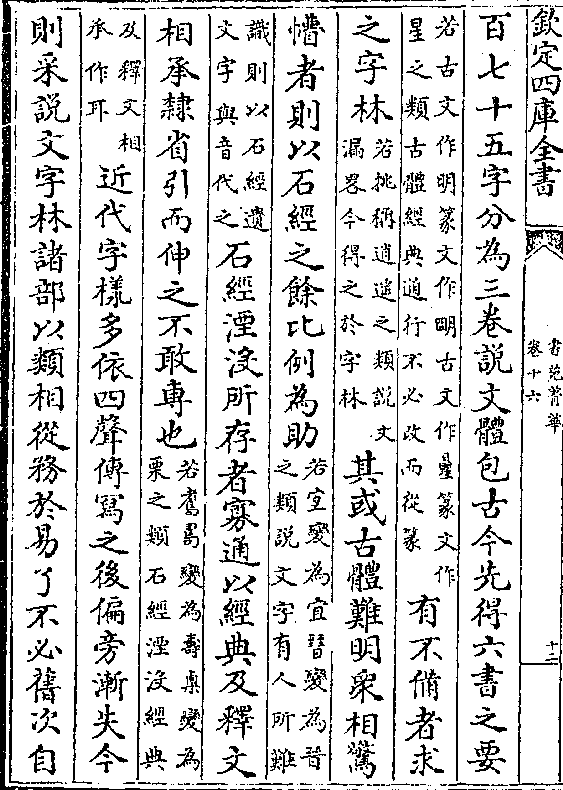 欽定四庫全書
書苑菁華
卷十六
十二
百七十五字分為三卷說文體包古今先得六書之要
若古文作明篆文作朙古文作星篆文作
星之類古體經典通行不必改而從篆
有不俻者求
之字林
若挑禰逍遥之類說文
漏畧今得之於字林
其或古體難明衆相驚
懵者則以石經之餘比例為助
若宐變為宜晉變為晉
之類說文字有人所難
識則以石經遺
文字與音代之
石經湮没所存者寡通以經典及釋文
相承隷省引而伸之不敢專也
若變為壽㮚變為
栗之類石經湮没經典
及釋文相
承作耳
近代字樣多依四聲傳寫之後偏旁漸失今
則采說文字林諸部以類相從務於易了不必舊次自